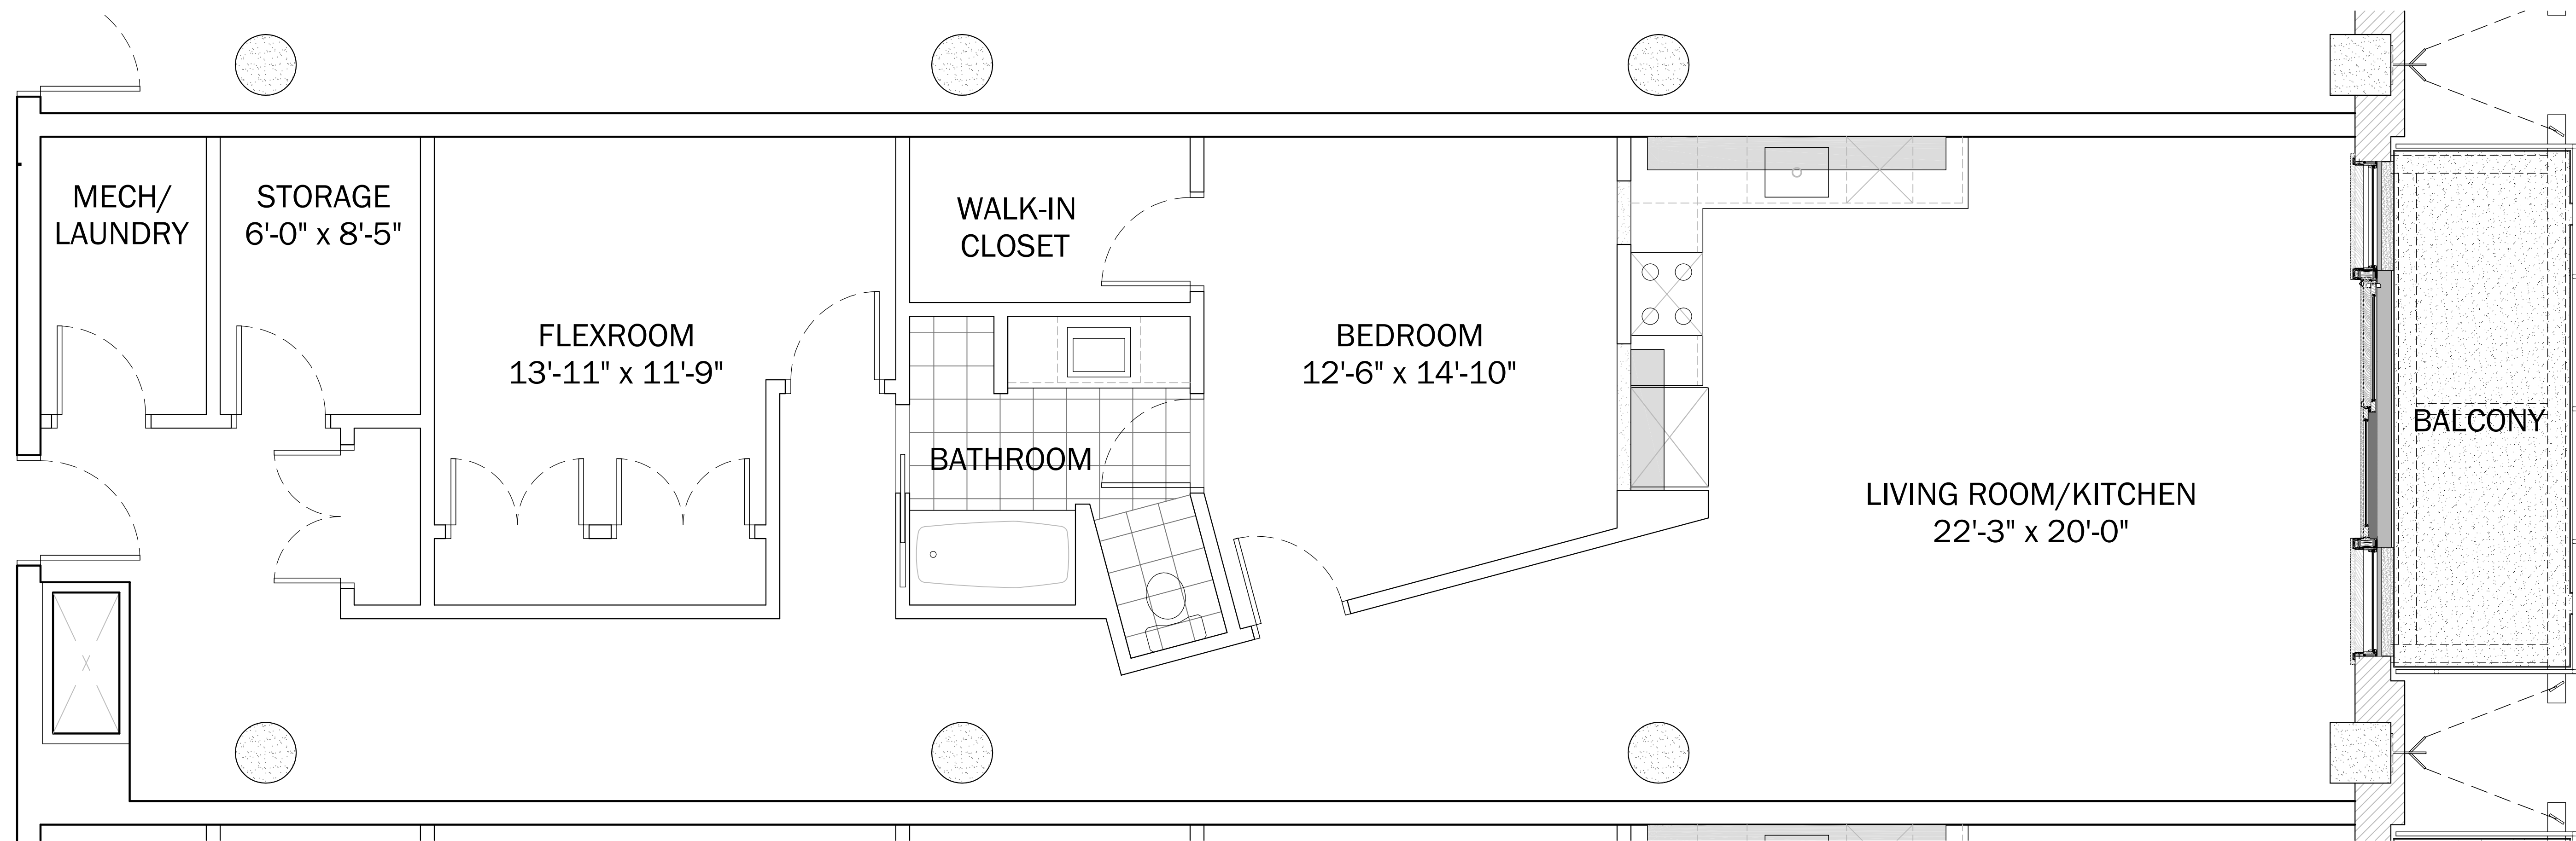 MECH/
LAUNDRY
STORAGE
6'-0" x 8'-5"
FLEXROOM
13'-11" x 11'-9"
WALK-IN
CLOSET
BATHROOM
BEDROOM
12'-6" x 14'-10"
LIVING ROOM/KITCHEN
22'-3" x 20'-0"
BALCONY